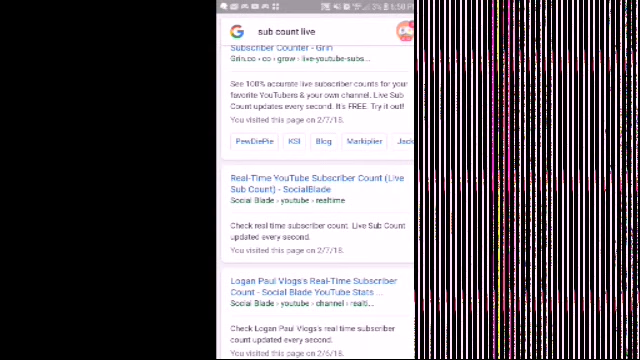 5:50 PM
sub count live
Subscriber Counter - Grin
Grin.co › co › grow › live-youtube-subs...
See 100% accurate live subscriber counts for your
favorite YouTubers & your own channel. Live Sub
Count updates every second. It's FREE. Try it out!
You visited this page on 2/7/18.
PewDiePie KSI Blog Markiplier Jack
Real-Time YouTube Subscriber Count (Live
Sub Count) - SocialBlade
Social Blade › youtube › realtime
Check real time subscriber count. Live Sub Count
updated every second.
You visited this page on 2/7/18.
Logan Paul Vlogs's Real-Time Subscriber
Count - Social Blade YouTube Stats ...
Social Blade › youtube › channel › realti...
Check Logan Paul Vlogs's real time subscriber
count updated every second.
You visited this page on 2/6/18.